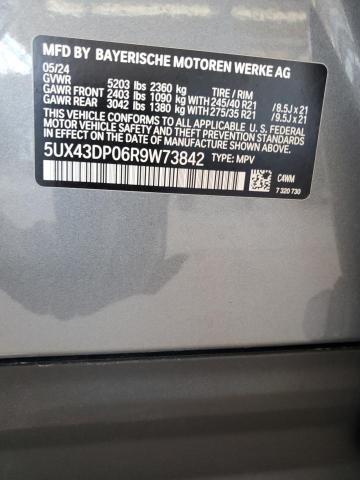 MFD BY BAYERISCHE MOTOREN WERKE AG
05/24
GVWR 5203 lbs 2360 kg TIRE / RIM
GAWR FRONT 2403 lbs 1090 kg 245/40 R21 / 8.5J x 21
GAWR REAR 3042 lbs 1380 kg 275/35 R21 / 9.5J x 21
THIS VEHICLE CONFORMS TO ALL APPLICABLE U.S. FEDERAL
MOTOR VEHICLE SAFETY, BUMPER, AND THEFT PREVENTION
STANDARDS IN EFFECT ON THE DATE OF MANUFACTURE SHOWN ABOVE.
5UX43DP06R9W73842 TYPE: MPV
C4WM
7 320 730